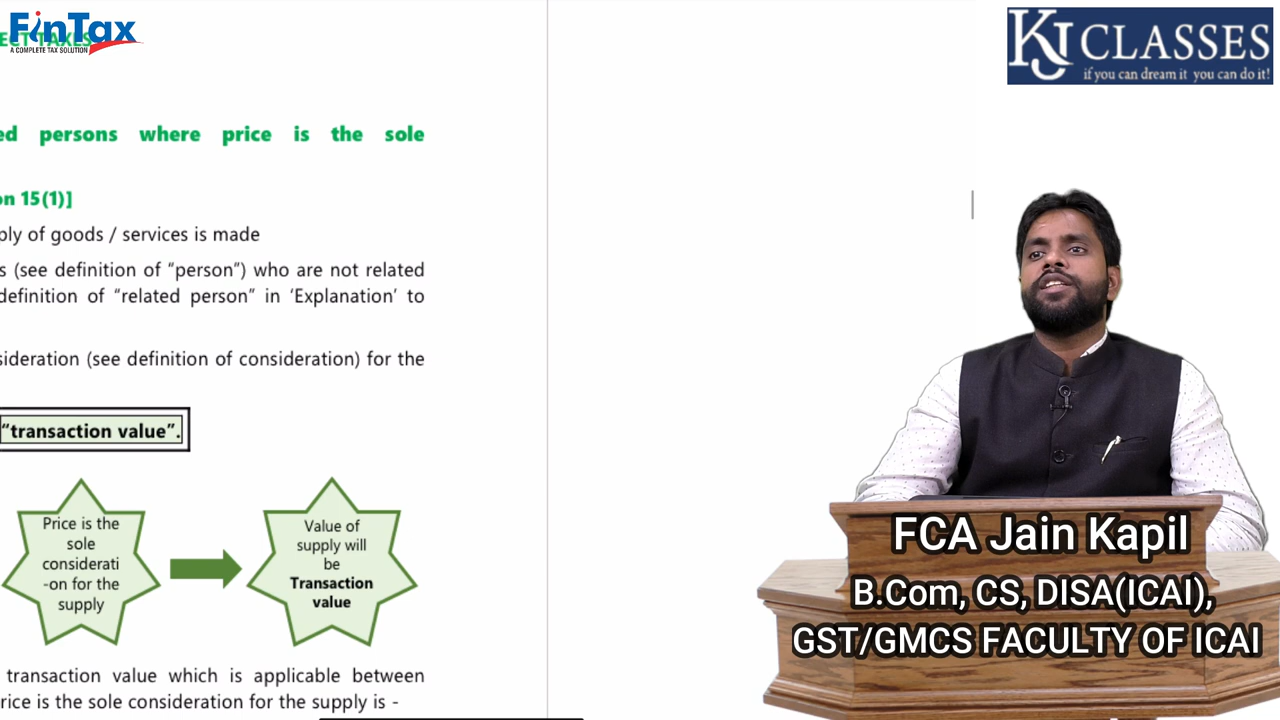 FinTax
A COMPLETE TAX SOLUTION
ECT TAXES
KJ CLASSES
if you can dream it you can do it!
ed persons where price is the sole
on 15(1)]
ply of goods / services is made
s (see definition of “person”) who are not related
definition of “related person” in ‘Explanation’ to
sideration (see definition of consideration) for the
“transaction value”.
Price is the
sole
considerati
-on for the
supply
Value of
supply will
be
Transaction
value
transaction value which is applicable between
rice is the sole consideration for the supply is -
FCA Jain Kapil
B.Com, CS, DISA(ICAI),
GST/GMCS FACULTY OF ICAI